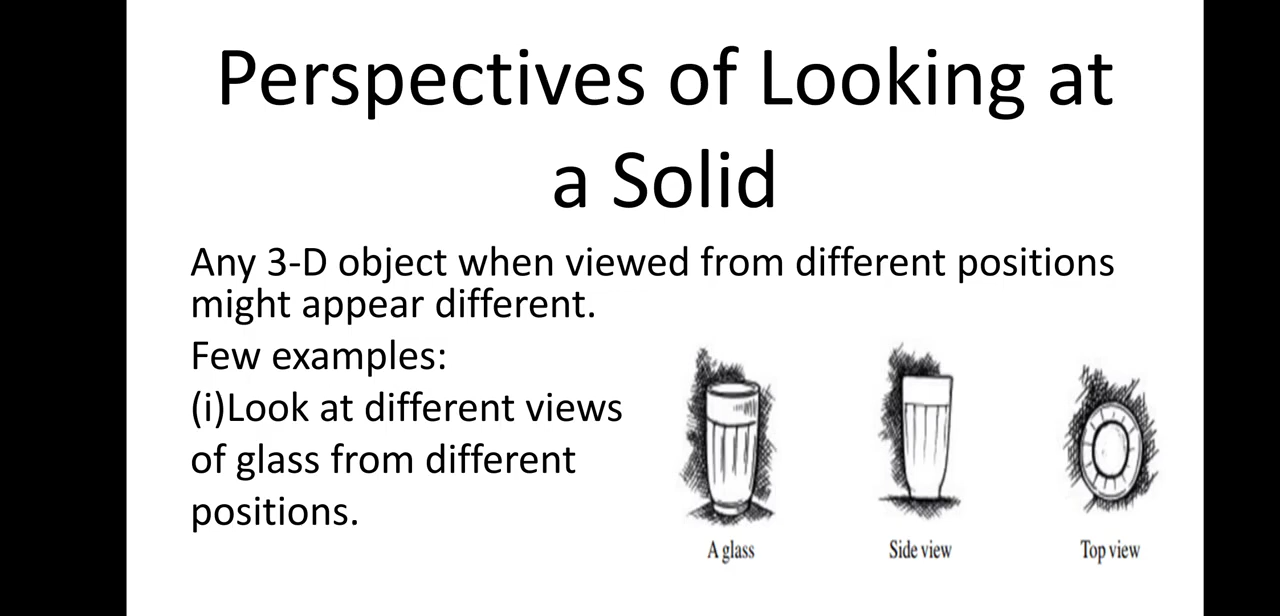 Perspectives of Looking at
a Solid
Any 3-D object when viewed from different positions
might appear different.
Few examples:
(i)Look at different views
of glass from different
positions.
A glass
Side view
Top view